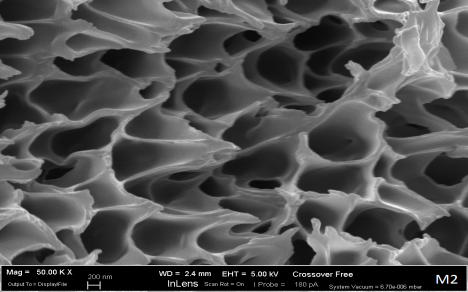 Mag = 50.00 K X WD = 2.4 mm EHT = 5.00 kV Crossover Free M2
Output To = DisplayFile 200 nm InLens Scan Rot = On I Probe = 180 pA System Vacuum = 6.70e-006 mbar